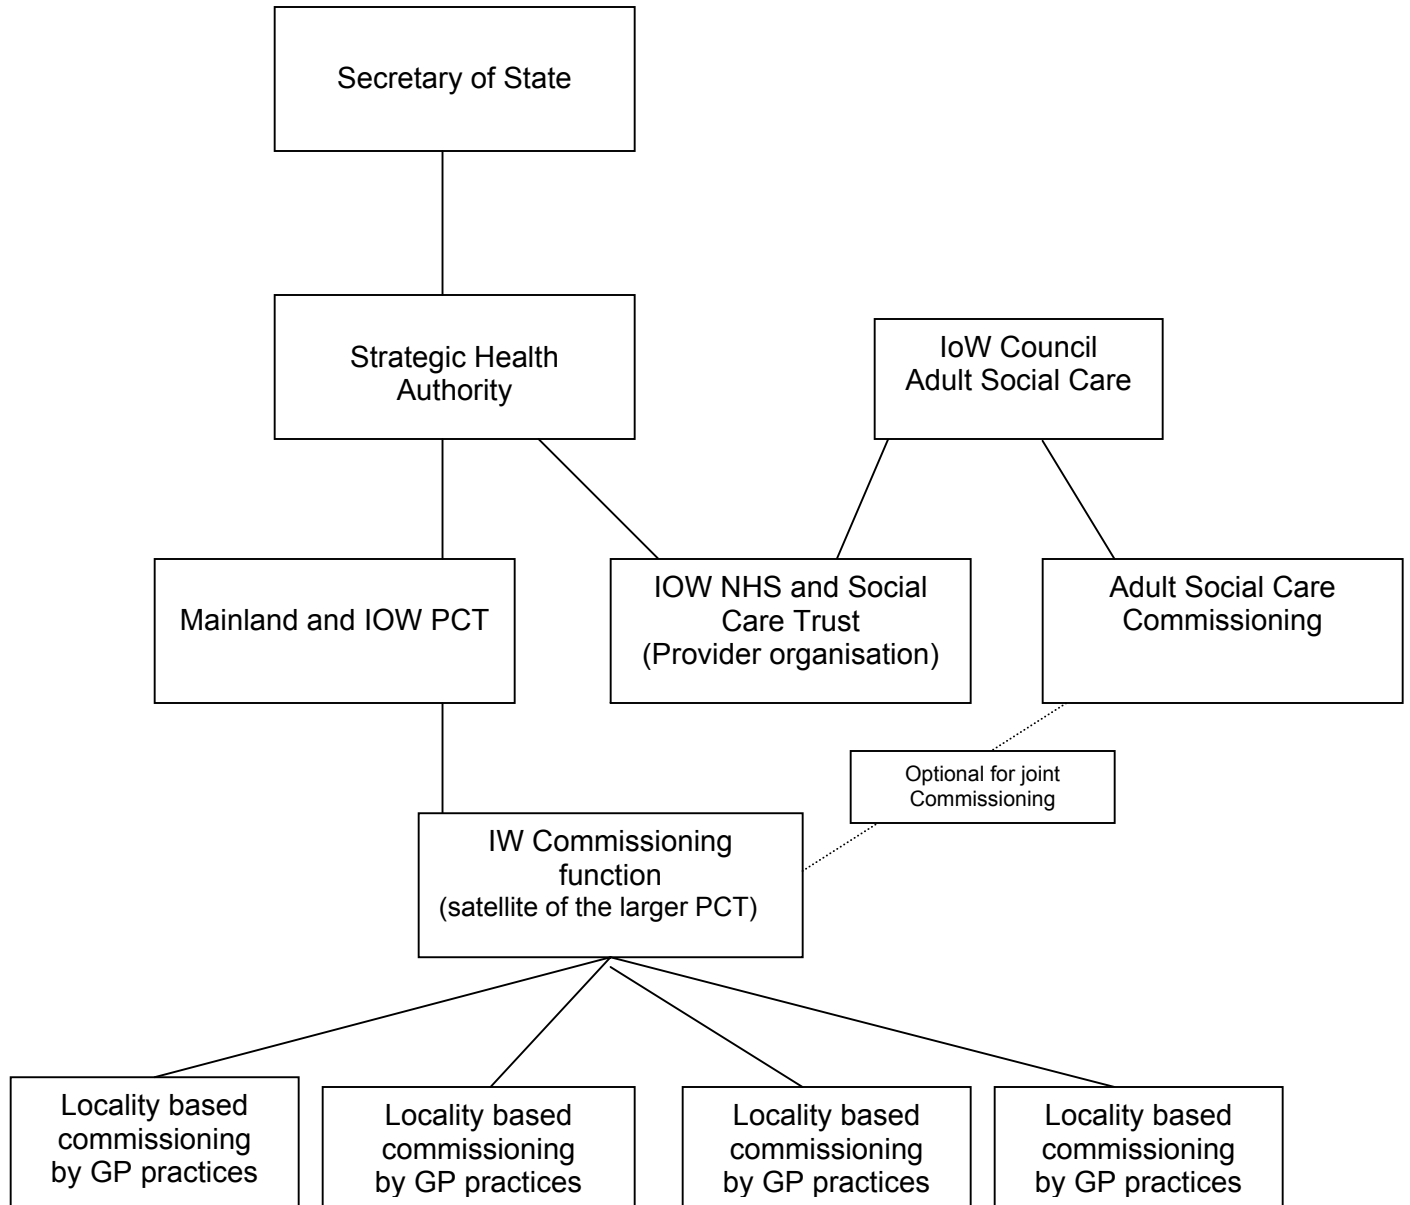 Secretary of State
Strategic Health
Authority
IoW Council
Adult Social Care
Mainland and IOW PCT
IOW NHS and Social
Care Trust
(Provider organisation)
Adult Social Care
Commissioning
Optional for joint
Commissioning
IW Commissioning
function
(satellite of the larger PCT)
Locality based
commissioning
by GP practices
Locality based
commissioning
by GP practices
Locality based
commissioning
by GP practices
Locality based
commissioning
by GP practices